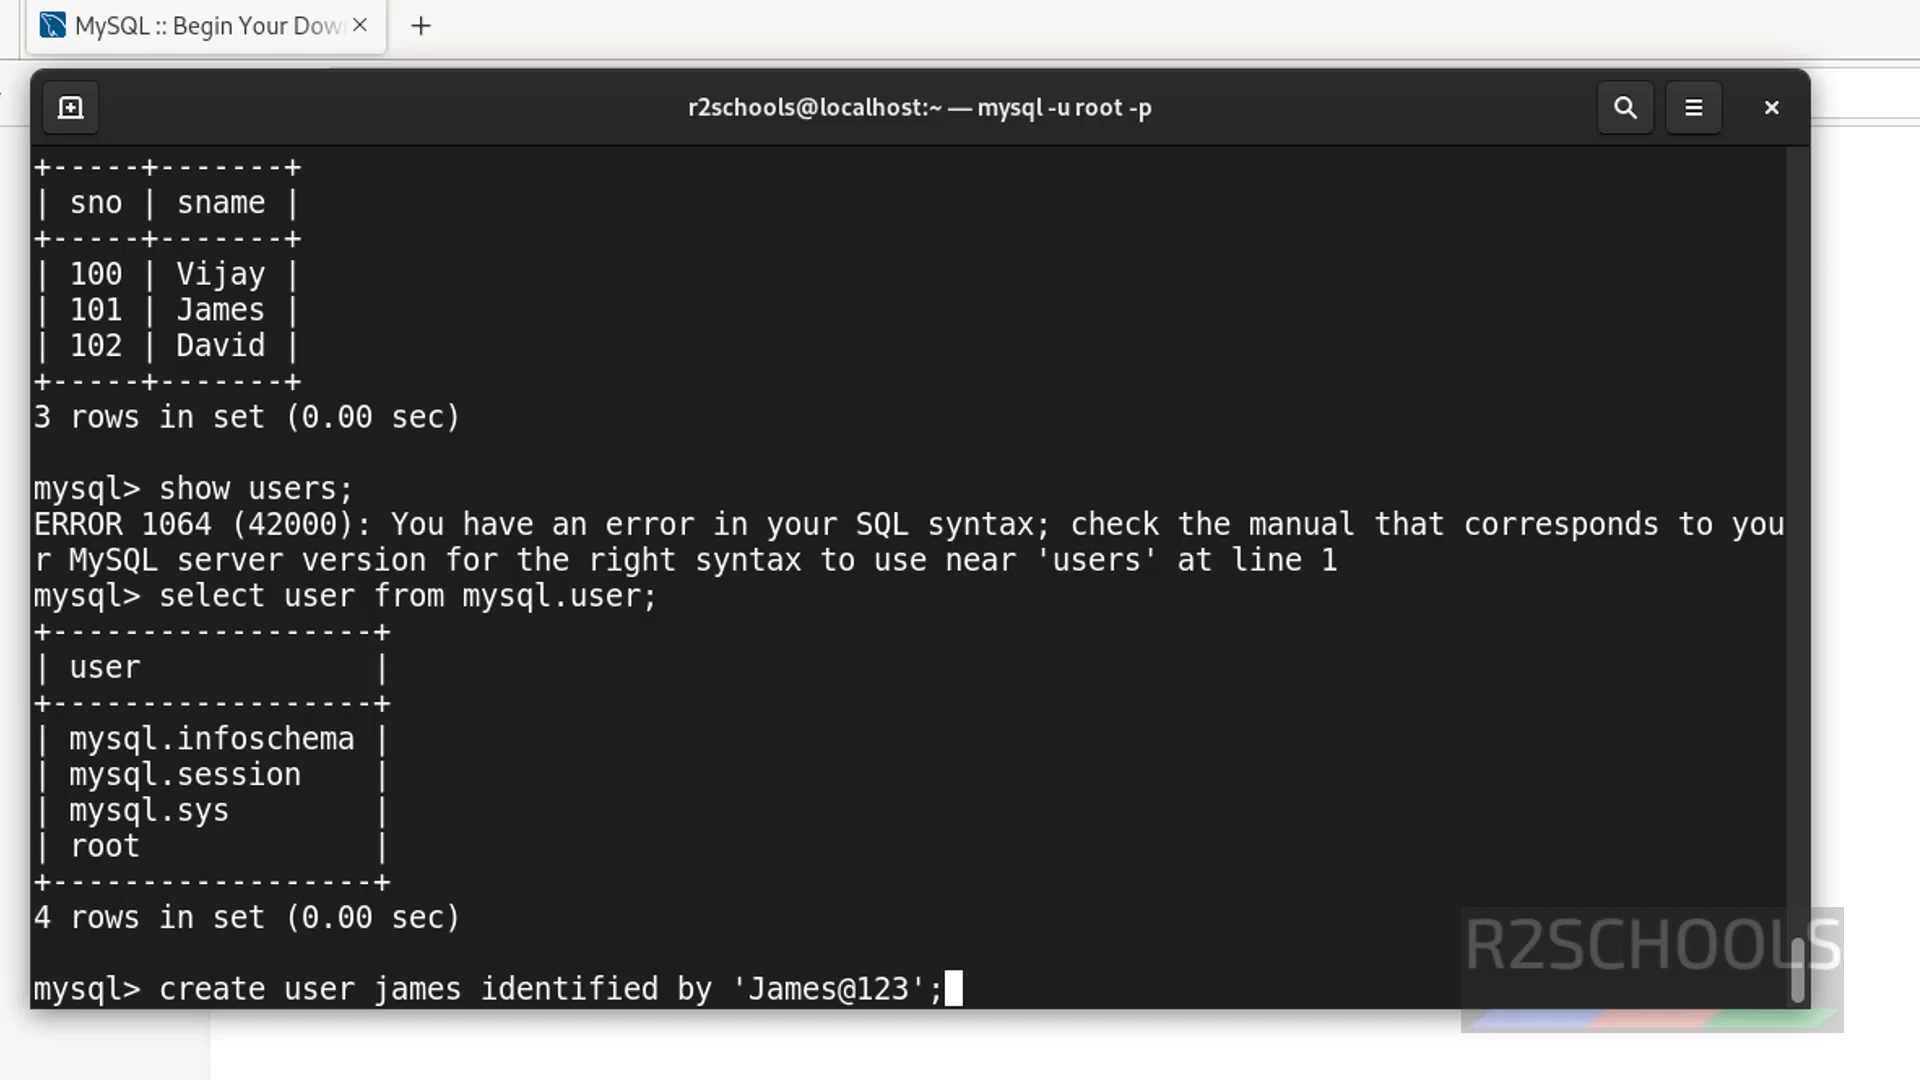 MySQL :: Begin Your Dow
r2schools@localhost:~ — mysql -u root -p
+-----+-------+
| sno | sname |
+-----+-------+
| 100 | Vijay |
| 101 | James |
| 102 | David |
+-----+-------+
3 rows in set (0.00 sec)
mysql> show users;
ERROR 1064 (42000): You have an error in your SQL syntax; check the manual that corresponds to you
r MySQL server version for the right syntax to use near 'users' at line 1
mysql> select user from mysql.user;
+------------------+
| user             |
+------------------+
| mysql.infoschema |
| mysql.session    |
| mysql.sys        |
| root             |
+------------------+
4 rows in set (0.00 sec)
mysql> create user james identified by 'James@123';
R2SCHOOLS